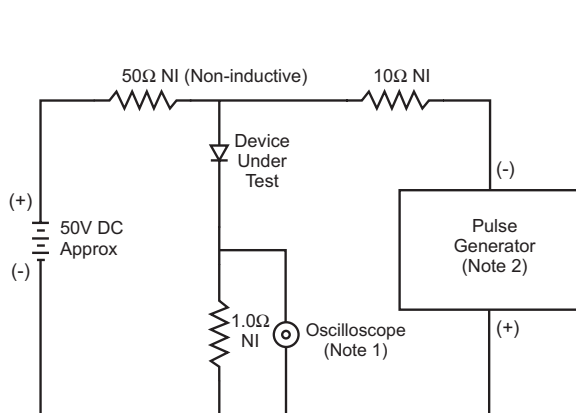 50Ω NI (Non-inductive)
10Ω NI
Device
Under
Test
(-)
(+)
50V DC
Approx
(-)
Pulse
Generator
(Note 2)
1.0Ω
NI
Oscilloscope
(Note 1)
(+)